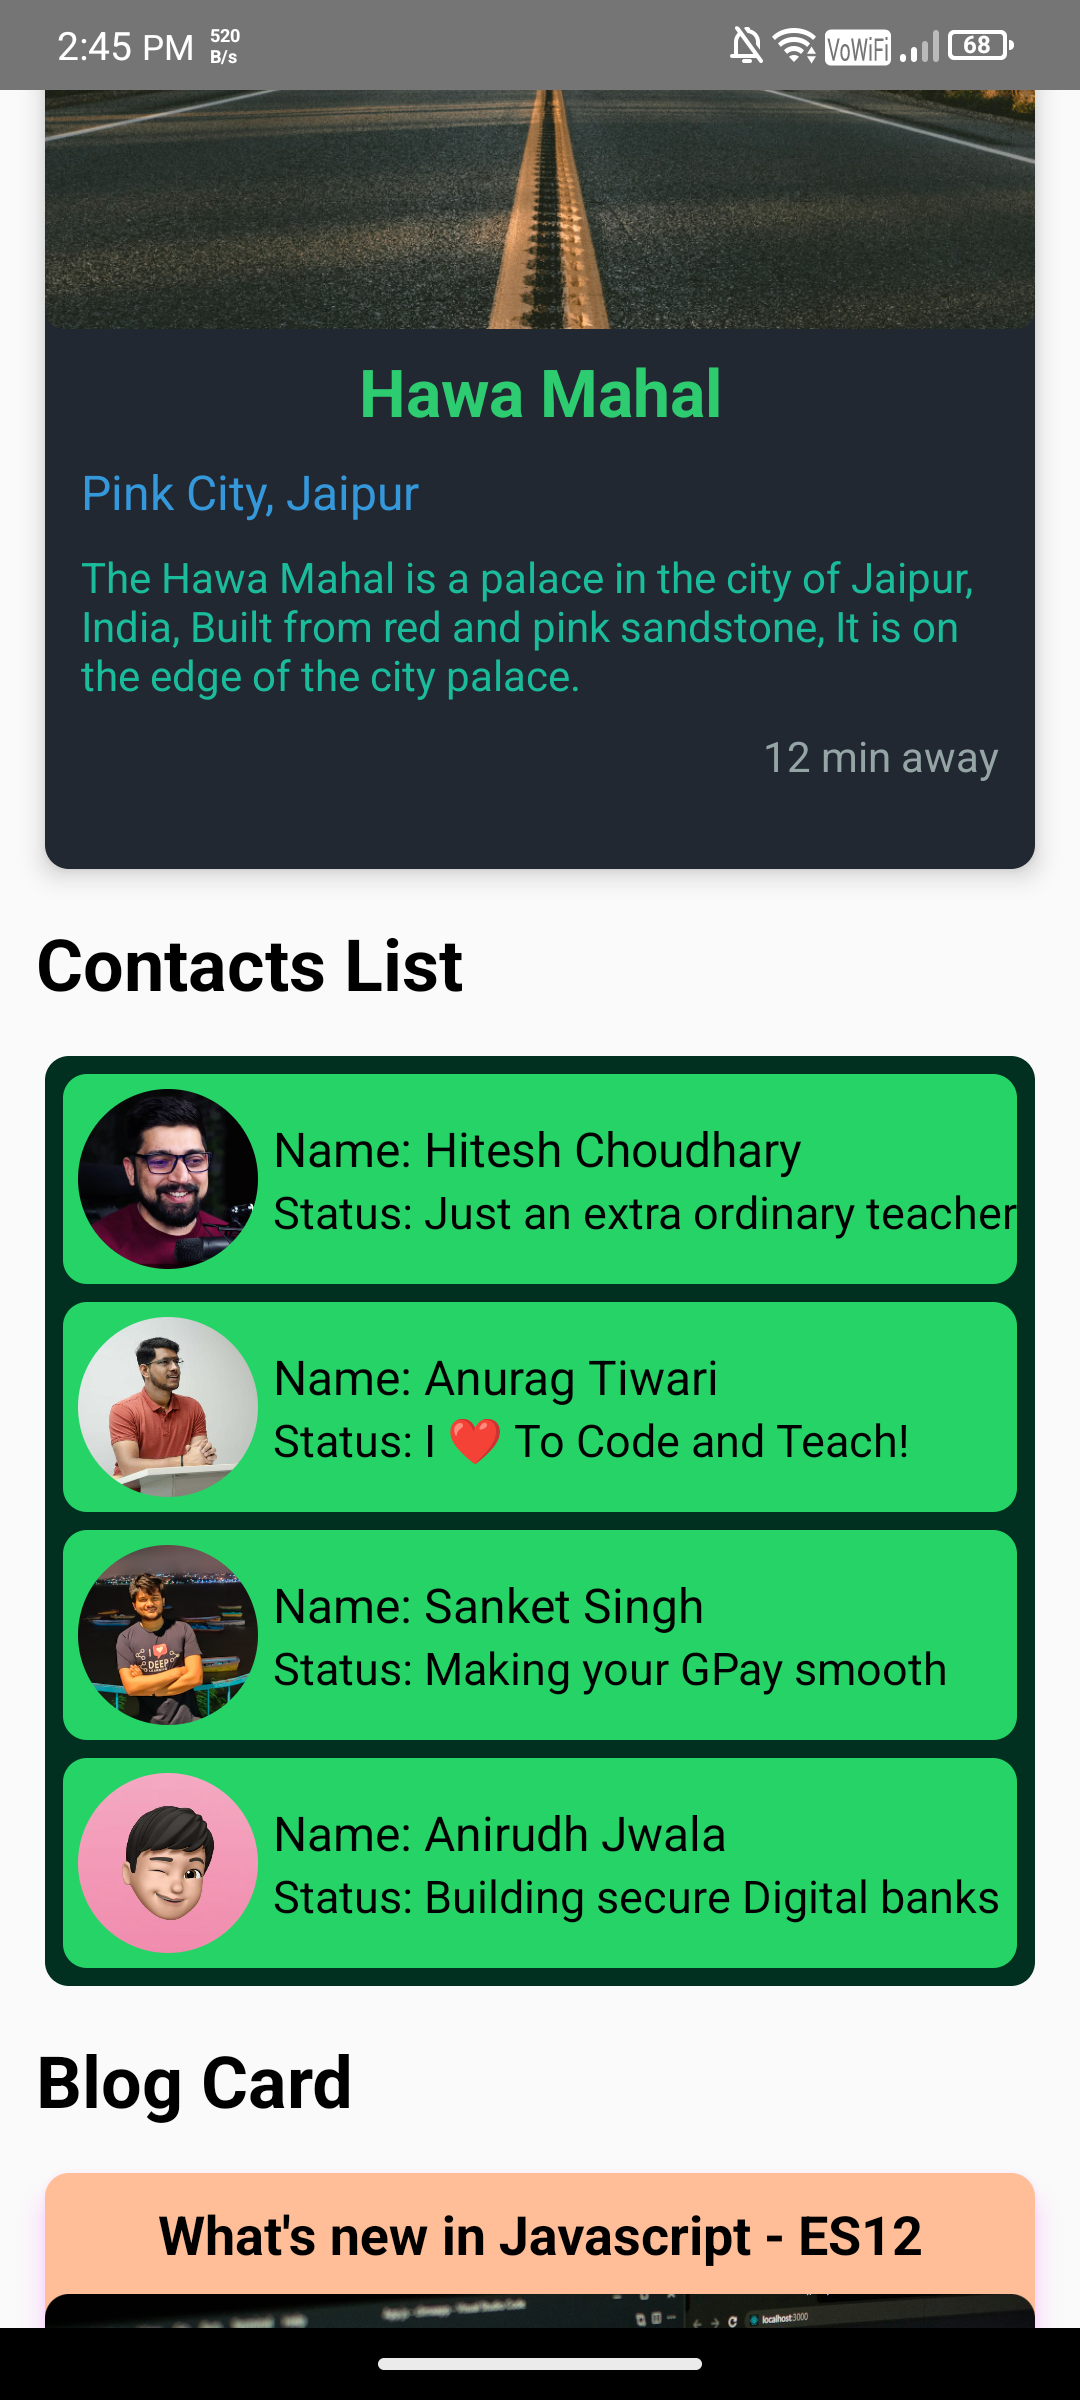 2:45 PM 520 B/s VoWiFi 68
Hawa Mahal
Pink City, Jaipur
The Hawa Mahal is a palace in the city of Jaipur,
India, Built from red and pink sandstone, It is on
the edge of the city palace.
12 min away
Contacts List
Name: Hitesh Choudhary
Status: Just an extra ordinary teacher
Name: Anurag Tiwari
Status: I ❤️ To Code and Teach!
I ❤️
DEEP
Name: Sanket Singh
Status: Making your GPay smooth
Name: Anirudh Jwala
Status: Building secure Digital banks
Blog Card
What's new in Javascript - ES12
localhost:3000